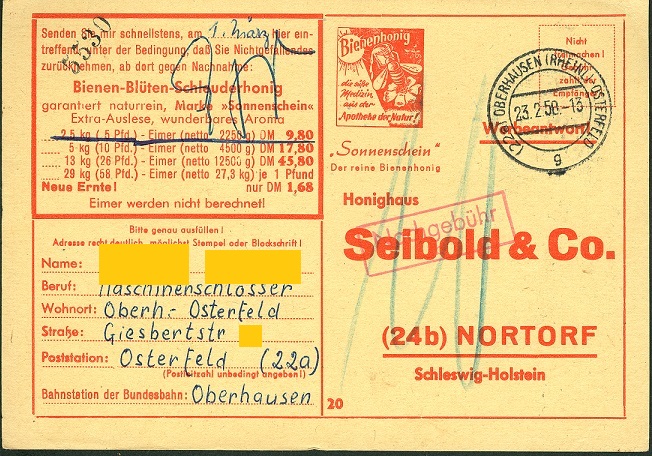 5530
Senden Sie mir schnellstens, am 1. März hier ein-
treffend, unter der Bedingung, daß Sie Nichtgefallendes
zurücknehmen, ab dort gegen Nachnahme:
Bienen-Blüten-Schleuderhonig
garantiert naturrein, Marke »Sonnenschein«
Extra-Auslese, wunderbares Aroma
2,5 kg ( 5 Pfd.) - Eimer (netto 2250 g) DM 9,80
5 kg (10 Pfd.) - Eimer (netto 4500 g) DM 17,80
13 kg (26 Pfd.) - Eimer (netto 12500 g) DM 45,80
29 kg (58 Pfd.) - Eimer (netto 27,3 kg) je 1 Pfund
Neue Ernte! nur DM 1,68
Eimer werden nicht berechnet!
Bitte genau ausfüllen!
Adresse recht deutlich, möglichst Stempel oder Blockschrift!
Name:
Beruf: Maschinenschlosser
Wohnort: Oberh.- Osterfeld
Straße: Giesbertstr
Poststation: Osterfeld (22a)
(Postleitzahl unbedingt angeben!)
Bahnstation der Bundesbahn: Oberhausen
Bienenhonig
die süße
Medizin
aus der
Apotheke der Natur!
„Sonnenschein"
Der reine Bienenhonig
Nicht
freimachen!
zahlt
Empfänger
(22a) OBERHAUSEN (RHEINL) OSTERFELD
23.2.58.-13
g
Werbeantwort
Honighaus
Nachgebühr
Seibold & Co.
(24b) NORTORF
Schleswig-Holstein
20